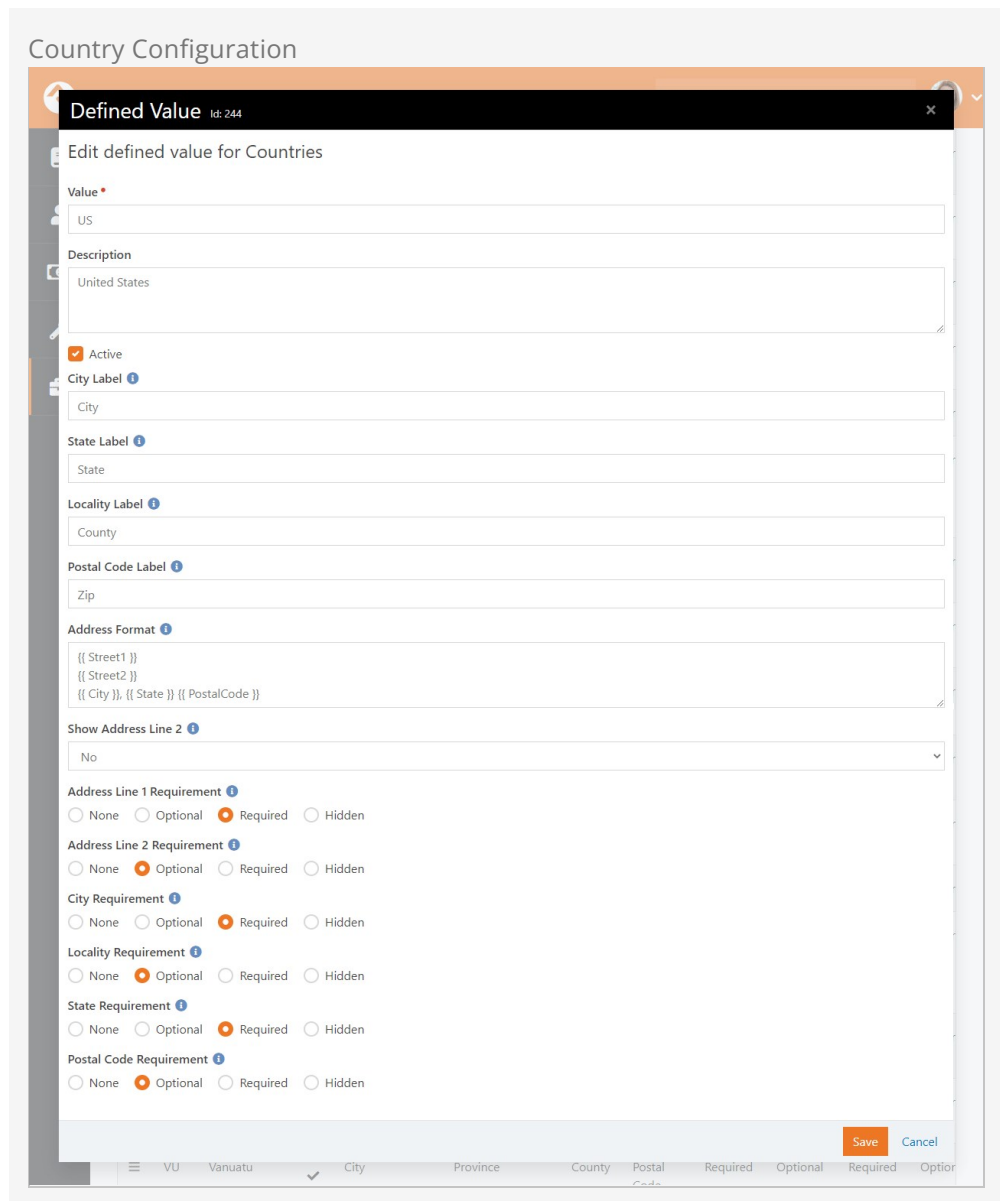 Country Configuration
Defined Value Id: 244 ×
Edit defined value for Countries
Value
US
Description
United States
Active
City Label
City
State Label
State
Locality Label
County
Postal Code Label
Zip
Address Format
{{ Street1 }}
{{ Street2 }}
{{ City }}, {{ State }} {{ PostalCode }}
Show Address Line 2
No
Address Line 1 Requirement
None Optional Required Hidden
Address Line 2 Requirement
None Optional Required Hidden
City Requirement
None Optional Required Hidden
Locality Requirement
None Optional Required Hidden
State Requirement
None Optional Required Hidden
Postal Code Requirement
None Optional Required Hidden
Save Cancel
VU Vanuatu City Province County Postal Required Optional Required
Code